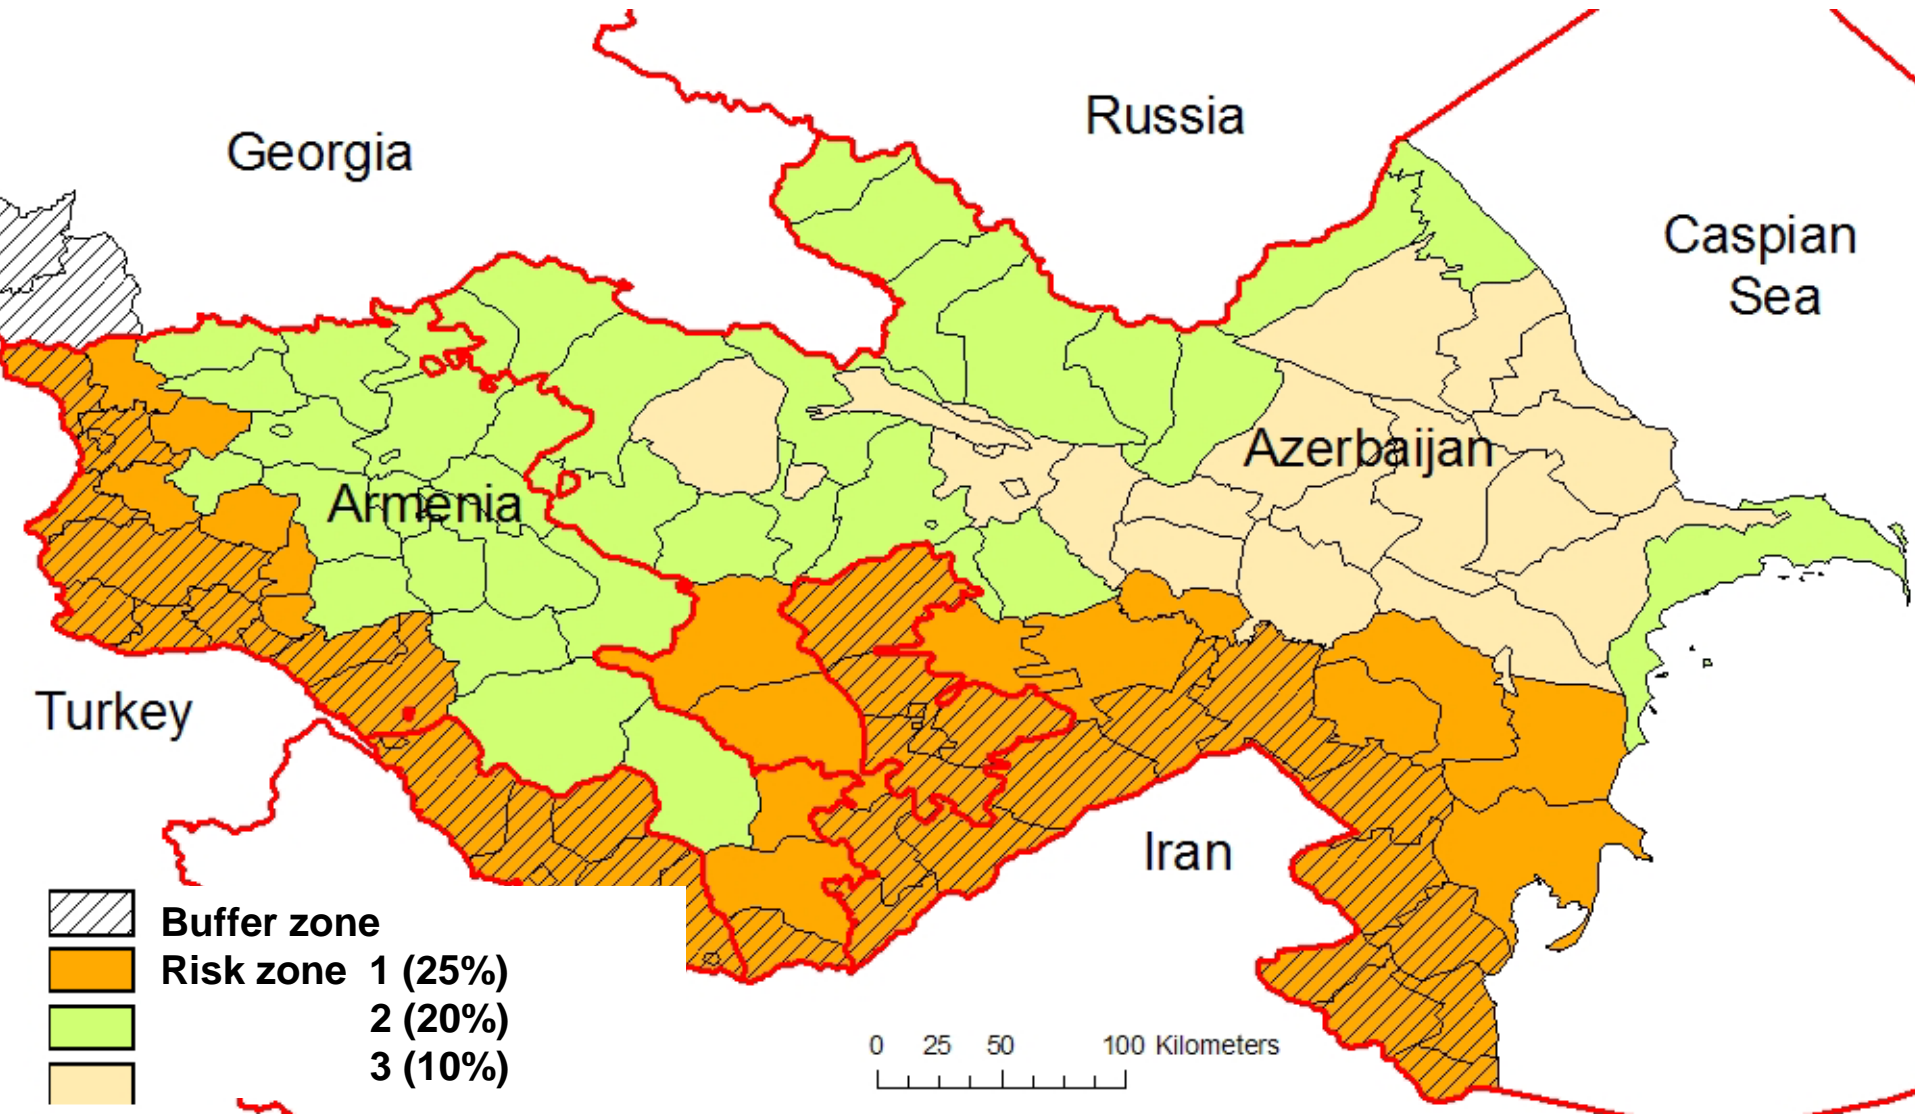 Russia
Georgia
Caspian
Sea
Azerbaijan
Armenia
Turkey
Iran
Buffer zone
Risk zone 1 (25%)
2 (20%)
3 (10%)
0 25 50 100 Kilometers